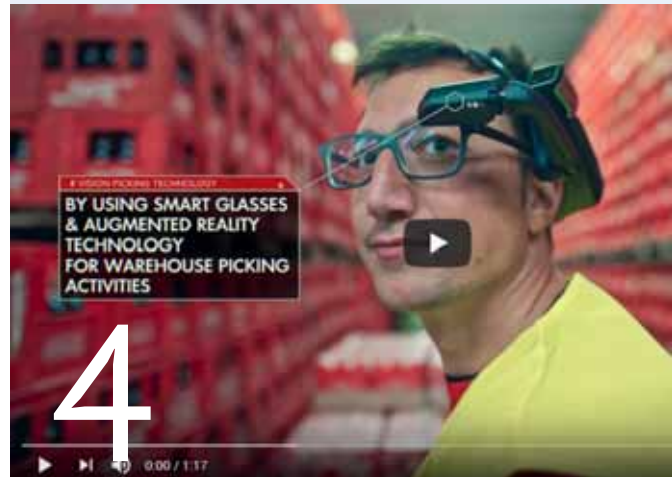 # VISION PICKING TECHNOLOGY
BY USING SMART GLASSES
& AUGMENTED REALITY
TECHNOLOGY
FOR WAREHOUSE PICKING
ACTIVITIES
4
0:00 / 1:17